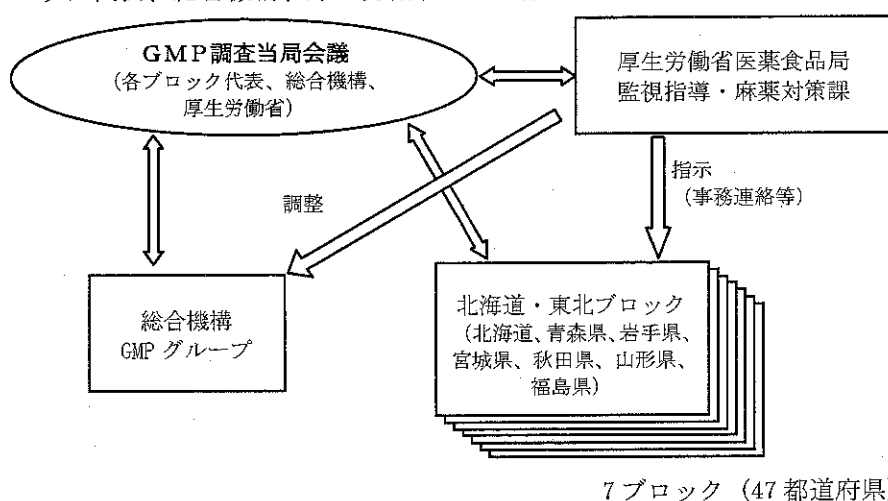 GMP調査当局会議
(各ブロック代表、総合機構、
厚生労働省)
厚生労働省医薬食品局
監視指導・麻薬対策課
調整
指示
(事務連絡等)
総合機構
GMPグループ
北海道・東北ブロック
(北海道、青森県、岩手県、
宮城県、秋田県、山形県、
福島県)
7ブロック (47都道府県